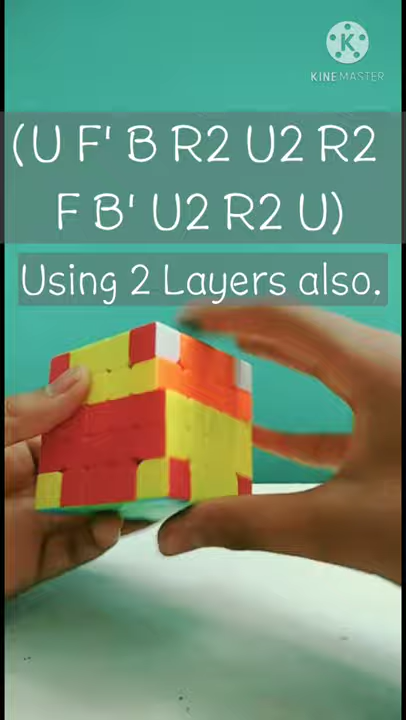 K
KINEMASTER
(U F' B R2 U2 R2
F B' U2 R2 U)
Using 2 Layers also.